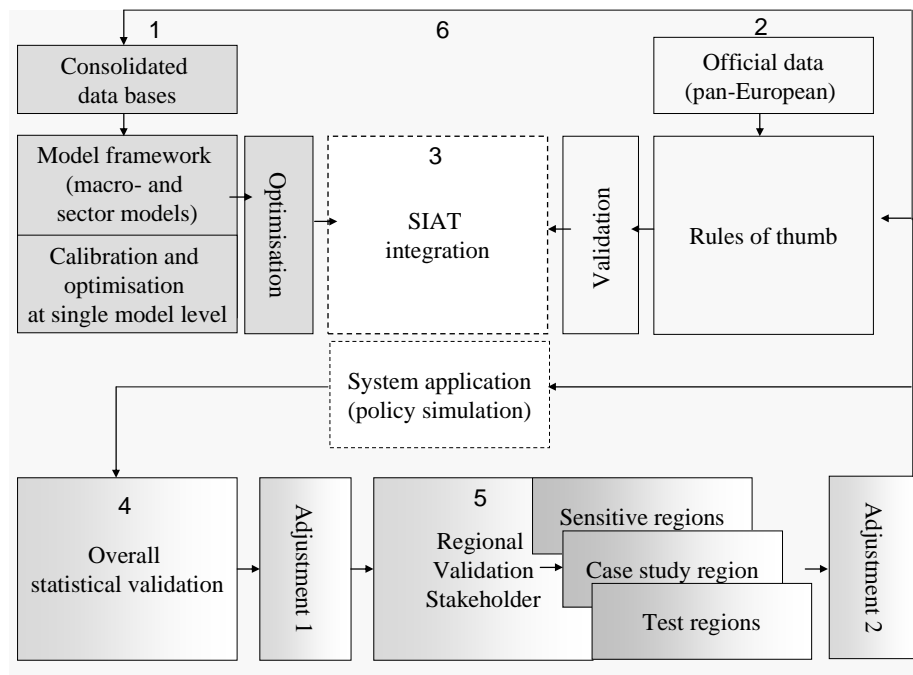 1
6
2
Consolidated
data bases
Official data
(pan-European)
Model framework
(macro- and
sector models)
Calibration and
optimisation
at single model level
Optimisation
3
SIAT
integration
Validation
Rules of thumb
System application
(policy simulation)
4
Overall
statistical validation
Adjustment 1
5
Regional
Validation
Stakeholder
Sensitive regions
Case study region
Test regions
Adjustment 2